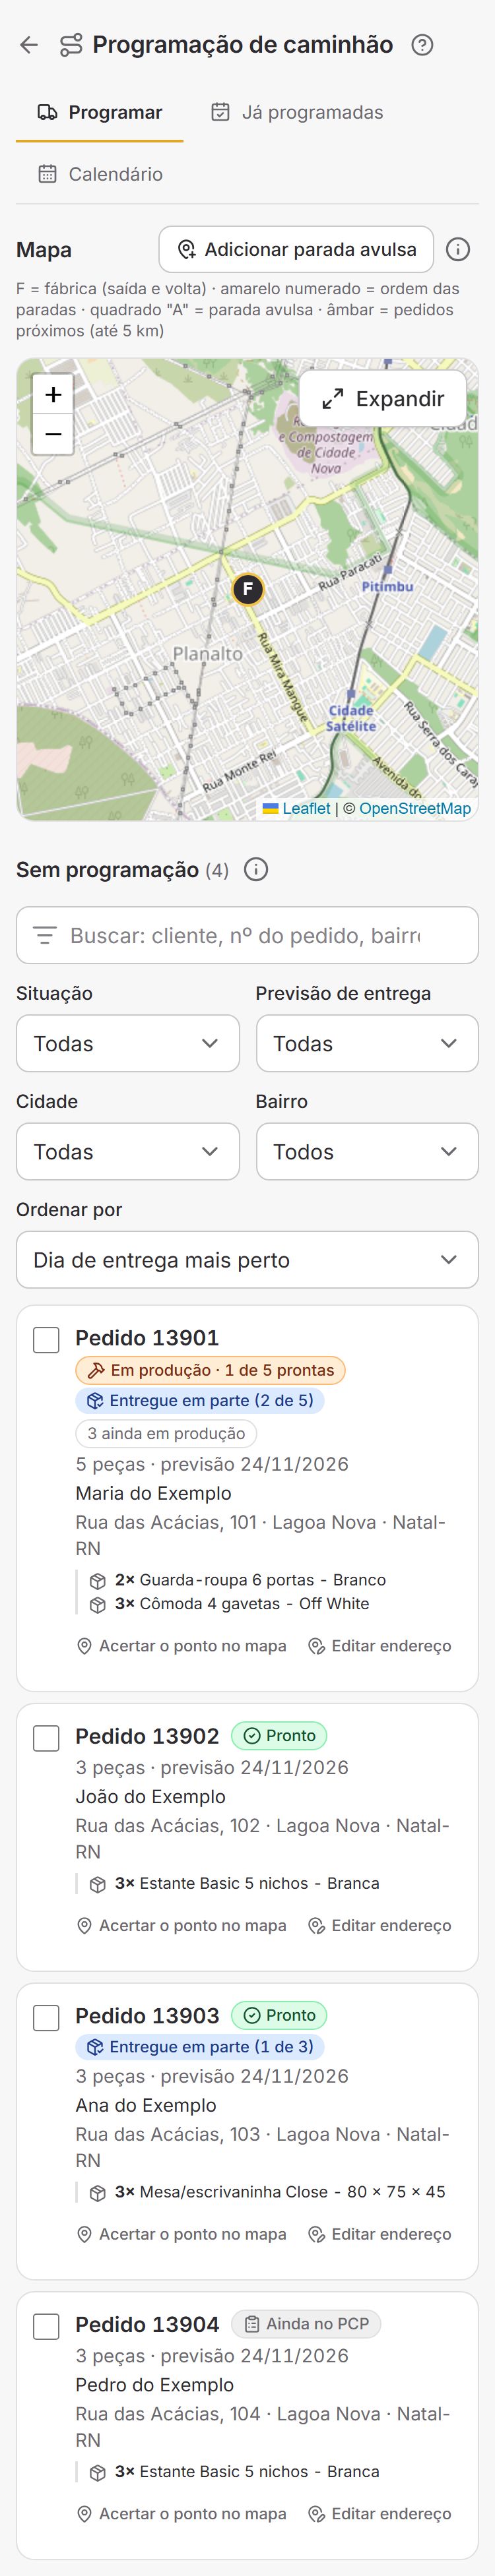 Programação de caminhão
Programar
Já programadas
Calendário
Mapa
Adicionar parada avulsa
F = fábrica (saída e volta) · amarelo numerado = ordem das
paradas · quadrado "A" = parada avulsa · âmbar = pedidos
próximos (até 5 km)
+
−
Expandir
e Compostagem
de Cidade
Nova
Rua Paracati
Pitimbu
F
Planalto
Rua Mira Mangue
Cidade
Satélite
Rua Serra dos Cara
Rua Monte Rei
Avenida
Leaflet | © OpenStreetMap
Sem programação (4)
Buscar: cliente, nº do pedido, bairr
Situação
Previsão de entrega
Todas
Todas
Cidade
Bairro
Todas
Todos
Ordenar por
Dia de entrega mais perto
Pedido 13901
Em produção · 1 de 5 prontas
Entregue em parte (2 de 5)
3 ainda em produção
5 peças · previsão 24/11/2026
Maria do Exemplo
Rua das Acácias, 101 · Lagoa Nova · Natal-
RN
2× Guarda-roupa 6 portas - Branco
3× Cômoda 4 gavetas - Off White
Acertar o ponto no mapa
Editar endereço
Pedido 13902
Pronto
3 peças · previsão 24/11/2026
João do Exemplo
Rua das Acácias, 102 · Lagoa Nova · Natal-
RN
3× Estante Basic 5 nichos - Branca
Acertar o ponto no mapa
Editar endereço
Pedido 13903
Pronto
Entregue em parte (1 de 3)
3 peças · previsão 24/11/2026
Ana do Exemplo
Rua das Acácias, 103 · Lagoa Nova · Natal-
RN
3× Mesa/escrivaninha Close - 80 × 75 × 45
Acertar o ponto no mapa
Editar endereço
Pedido 13904
Ainda no PCP
3 peças · previsão 24/11/2026
Pedro do Exemplo
Rua das Acácias, 104 · Lagoa Nova · Natal-
RN
3× Estante Basic 5 nichos - Branca
Acertar o ponto no mapa
Editar endereço